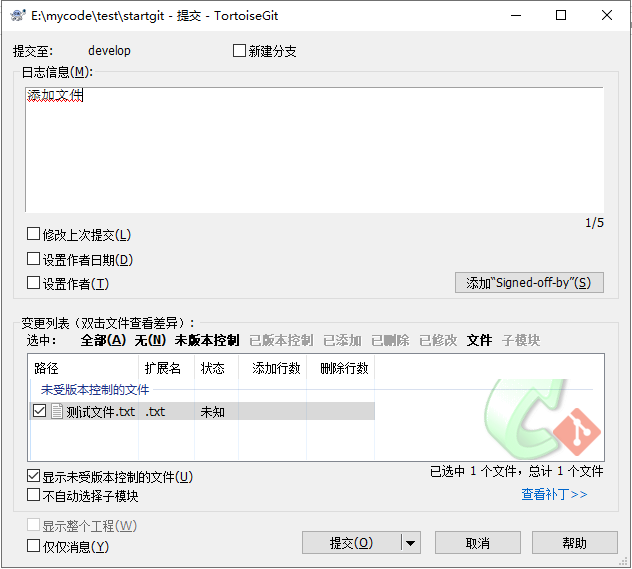 E:\mycode\test\startgit - 提交 - TortoiseGit
提交至: develop 新建分支
日志信息(M):
添加文件
1/5
修改上次提交(L)
设置作者日期(D)
设置作者(T)
添加"Signed-off-by"(S)
变更列表（双击文件查看差异）:
选中: 全部(A) 无(N) 未版本控制 已版本控制 已添加 已删除 已修改 文件 子模块
路径 扩展名 状态 添加行数 删除行数
未受版本控制的文件
测试文件.txt .txt 未知
显示未受版本控制的文件(U)
已选中 1 个文件，总计 1 个文件
不自动选择子模块
查看补丁>>
显示整个工程(W)
仅仅消息(Y)
提交(O) 取消 帮助